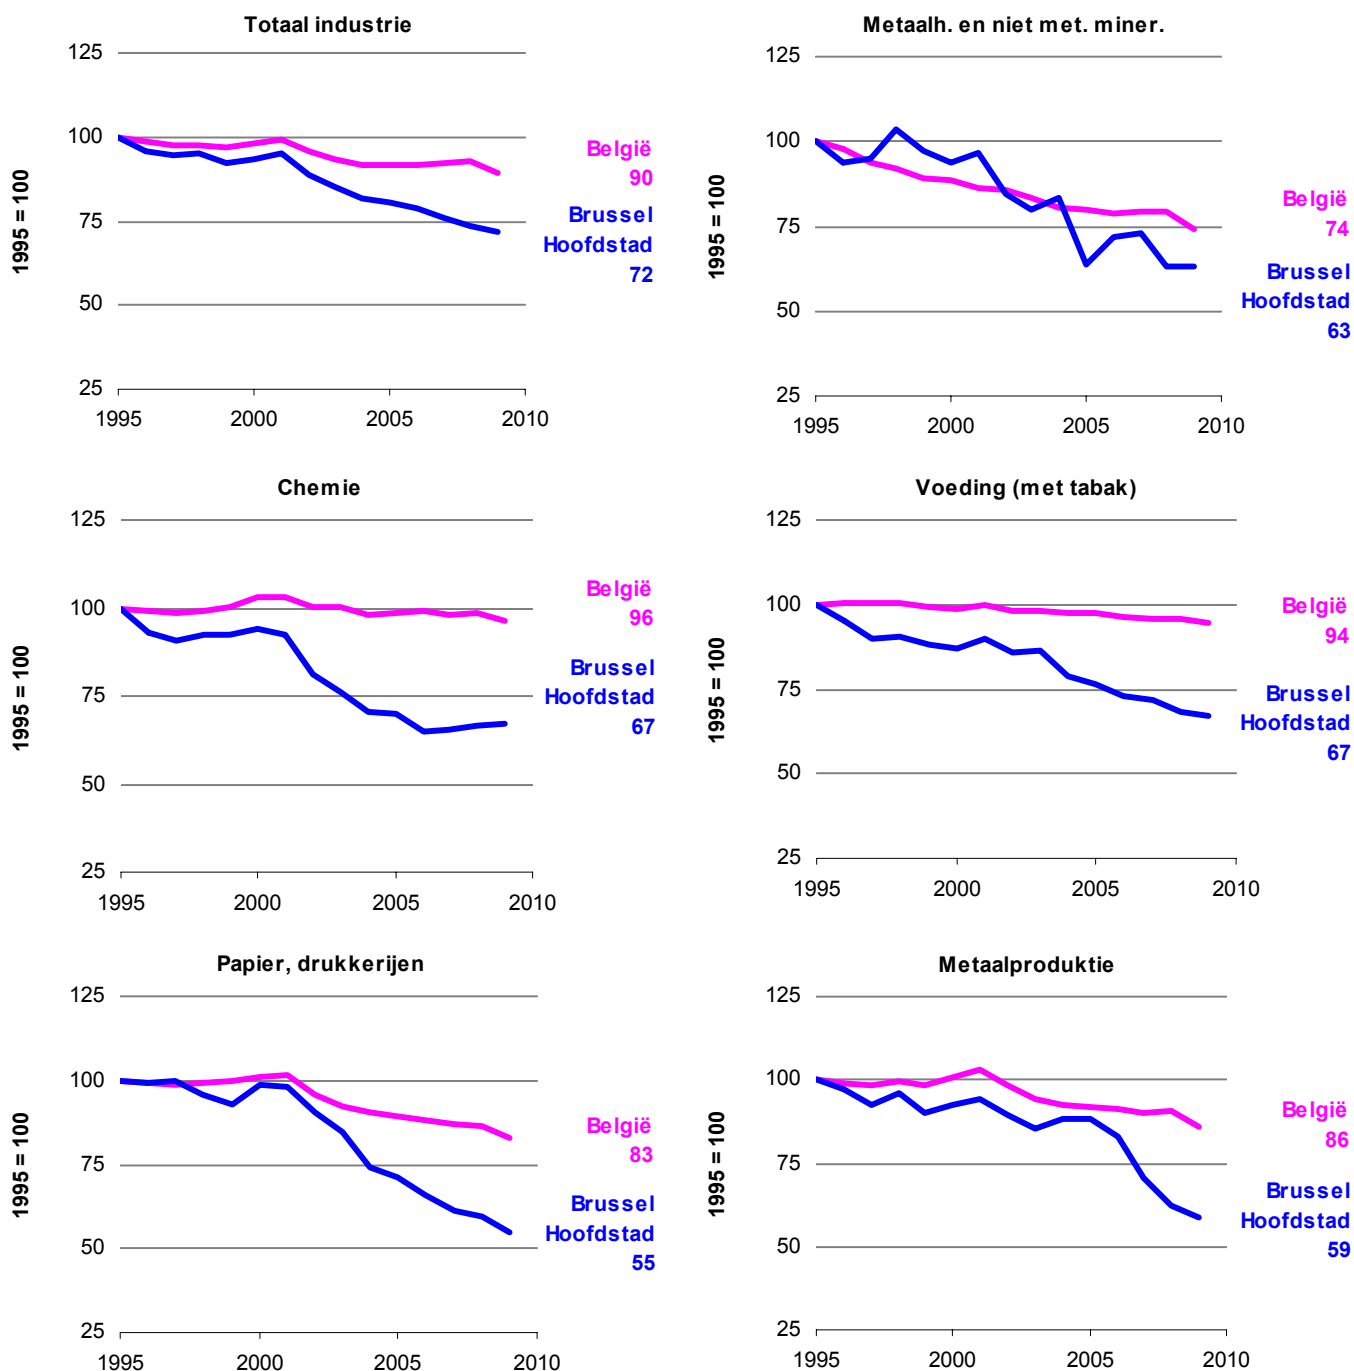 Totaal industrie
125
100
75
50
25
1995 = 100
1995 2000 2005 2010
België
90
Brussel
Hoofdstad
72
Metaalh. en niet met. miner.
125
100
75
50
25
1995 = 100
1995 2000 2005 2010
België
74
Brussel
Hoofdstad
63
Chemie
125
100
75
50
25
1995 = 100
1995 2000 2005 2010
België
96
Brussel
Hoofdstad
67
Voeding (met tabak)
125
100
75
50
25
1995 = 100
1995 2000 2005 2010
België
94
Brussel
Hoofdstad
67
Papier, drukkerijen
125
100
75
50
25
1995 = 100
1995 2000 2005 2010
België
83
Brussel
Hoofdstad
55
Metaalproduktie
125
100
75
50
25
1995 = 100
1995 2000 2005 2010
België
86
Brussel
Hoofdstad
59